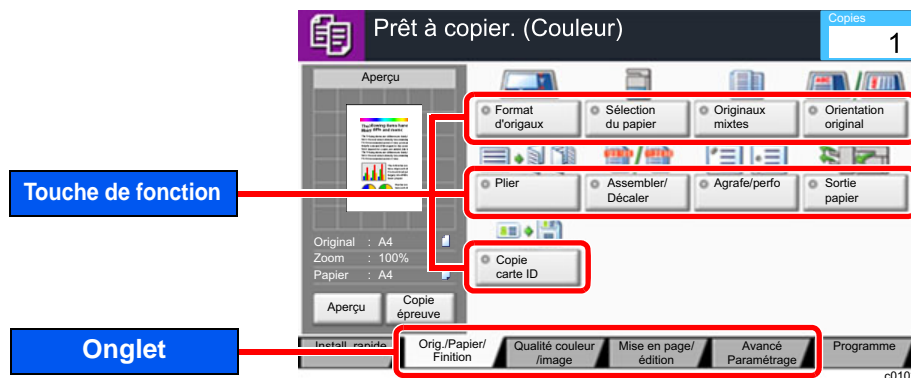 Prêt à copier. (Couleur)
Copies
1
Aperçu
Format d'origaux
Sélection du papier
Originaux mixtes
Orientation original
Touche de fonction
Plier
Assembler/ Décaler
Agrafe/perfo
Sortie papier
Original : A4
Zoom : 100%
Papier : A4
Copie carte ID
Aperçu
Copie épreuve
Onglet
Install. rapide
Orig./Papier/ Finition
Qualité couleur /image
Mise en page/ édition
Avancé Paramétrage
Programme
c010